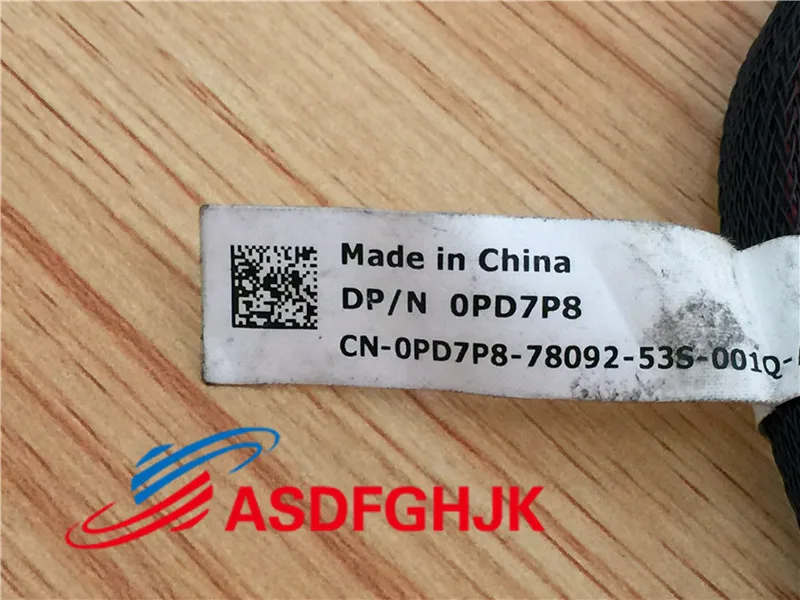 Made in China
DP/N 0PD7P8
CN-0PD7P8-78092-53S-001Q-
ASDFGHJK